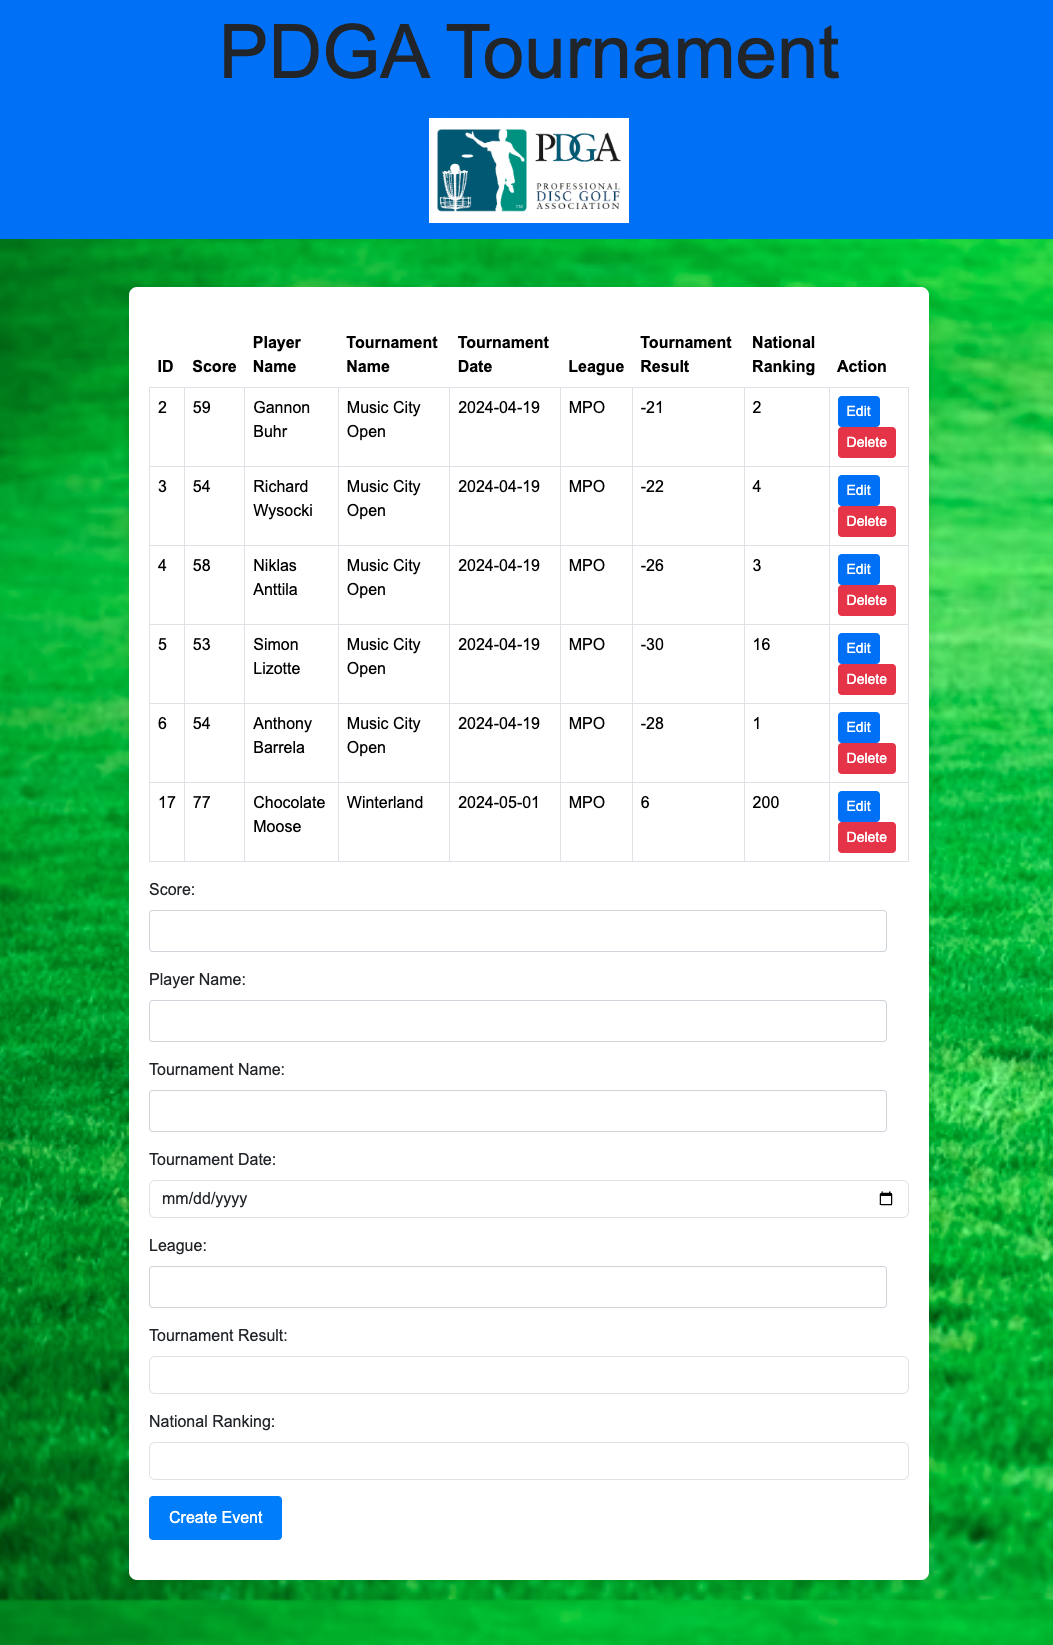 PDGA Tournament
PDGA
PROFESSIONAL
DISC GOLF
ASSOCIATION
TM
ID Score Player Name Tournament Name Tournament Date League Tournament Result National Ranking Action
2 59 Gannon Buhr Music City Open 2024-04-19 MPO -21 2 Edit Delete
3 54 Richard Wysocki Music City Open 2024-04-19 MPO -22 4 Edit Delete
4 58 Niklas Anttila Music City Open 2024-04-19 MPO -26 3 Edit Delete
5 53 Simon Lizotte Music City Open 2024-04-19 MPO -30 16 Edit Delete
6 54 Anthony Barrela Music City Open 2024-04-19 MPO -28 1 Edit Delete
17 77 Chocolate Moose Winterland 2024-05-01 MPO 6 200 Edit Delete
Score:
Player Name:
Tournament Name:
Tournament Date:
mm/dd/yyyy
League:
Tournament Result:
National Ranking:
Create Event